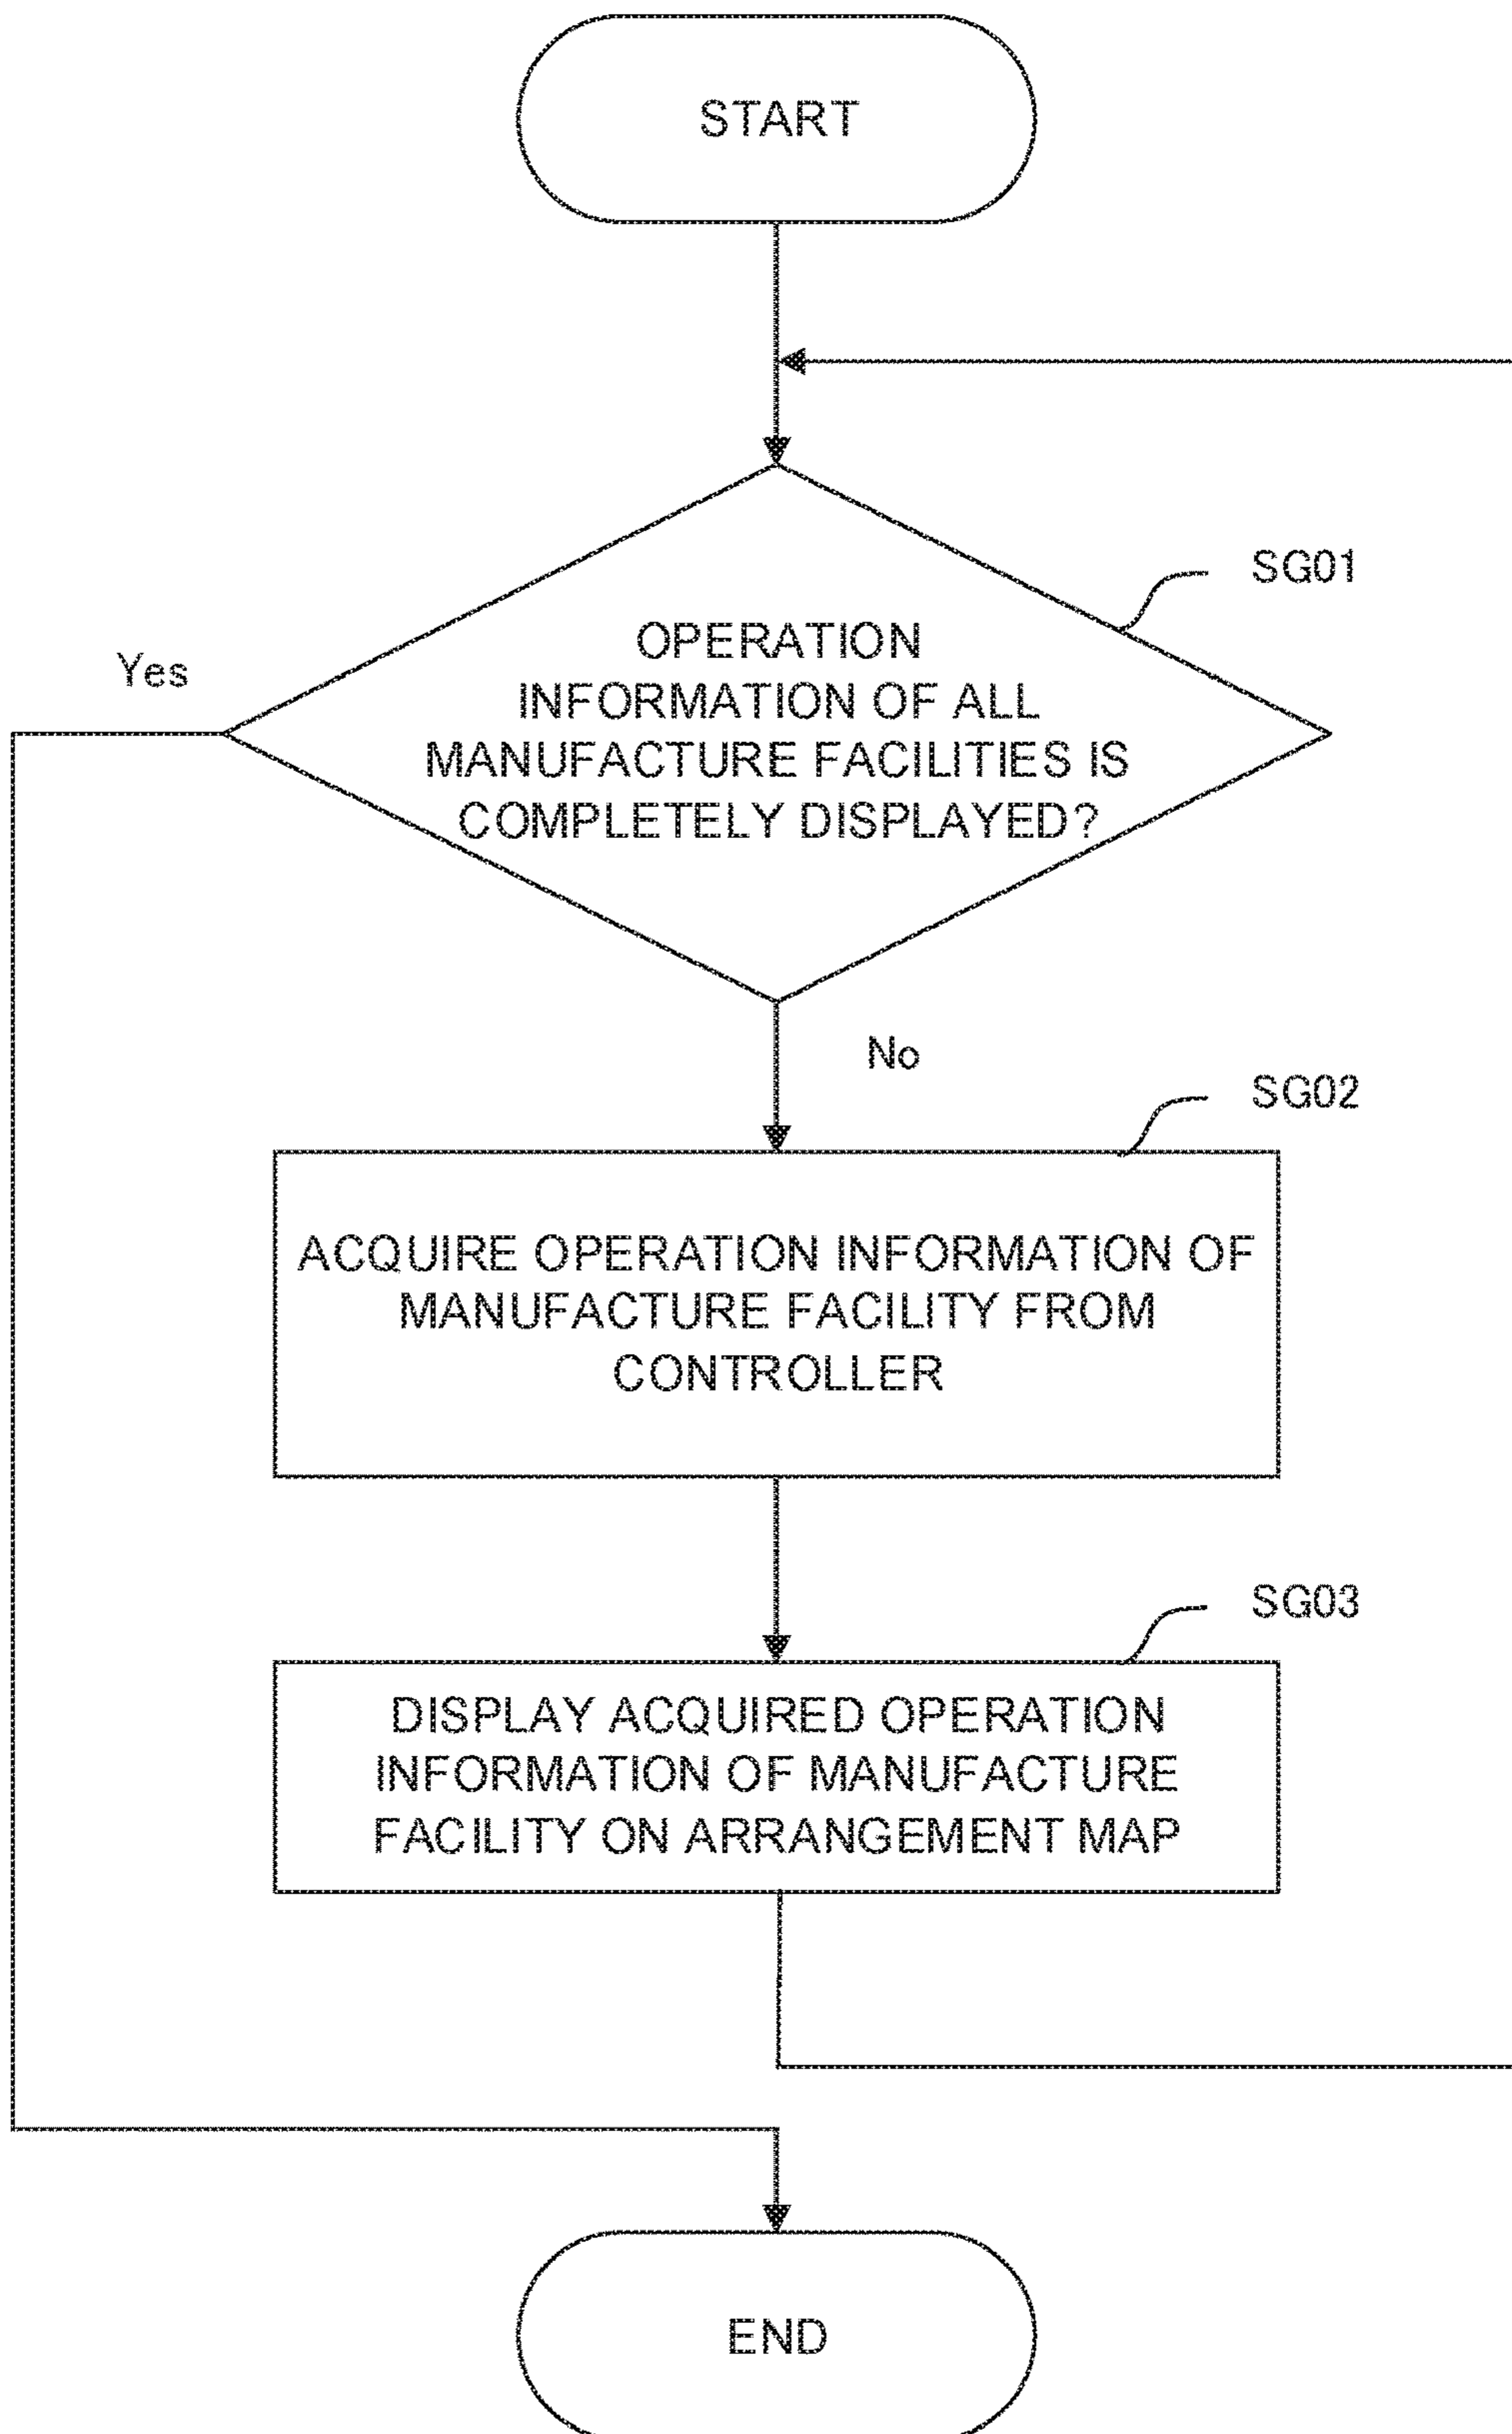 START
SG01
OPERATION
INFORMATION OF ALL
MANUFACTURE FACILITIES IS
COMPLETELY DISPLAYED?
Yes
No
SG02
ACQUIRE OPERATION INFORMATION OF
MANUFACTURE FACILITY FROM
CONTROLLER
SG03
DISPLAY ACQUIRED OPERATION
INFORMATION OF MANUFACTURE
FACILITY ON ARRANGEMENT MAP
END